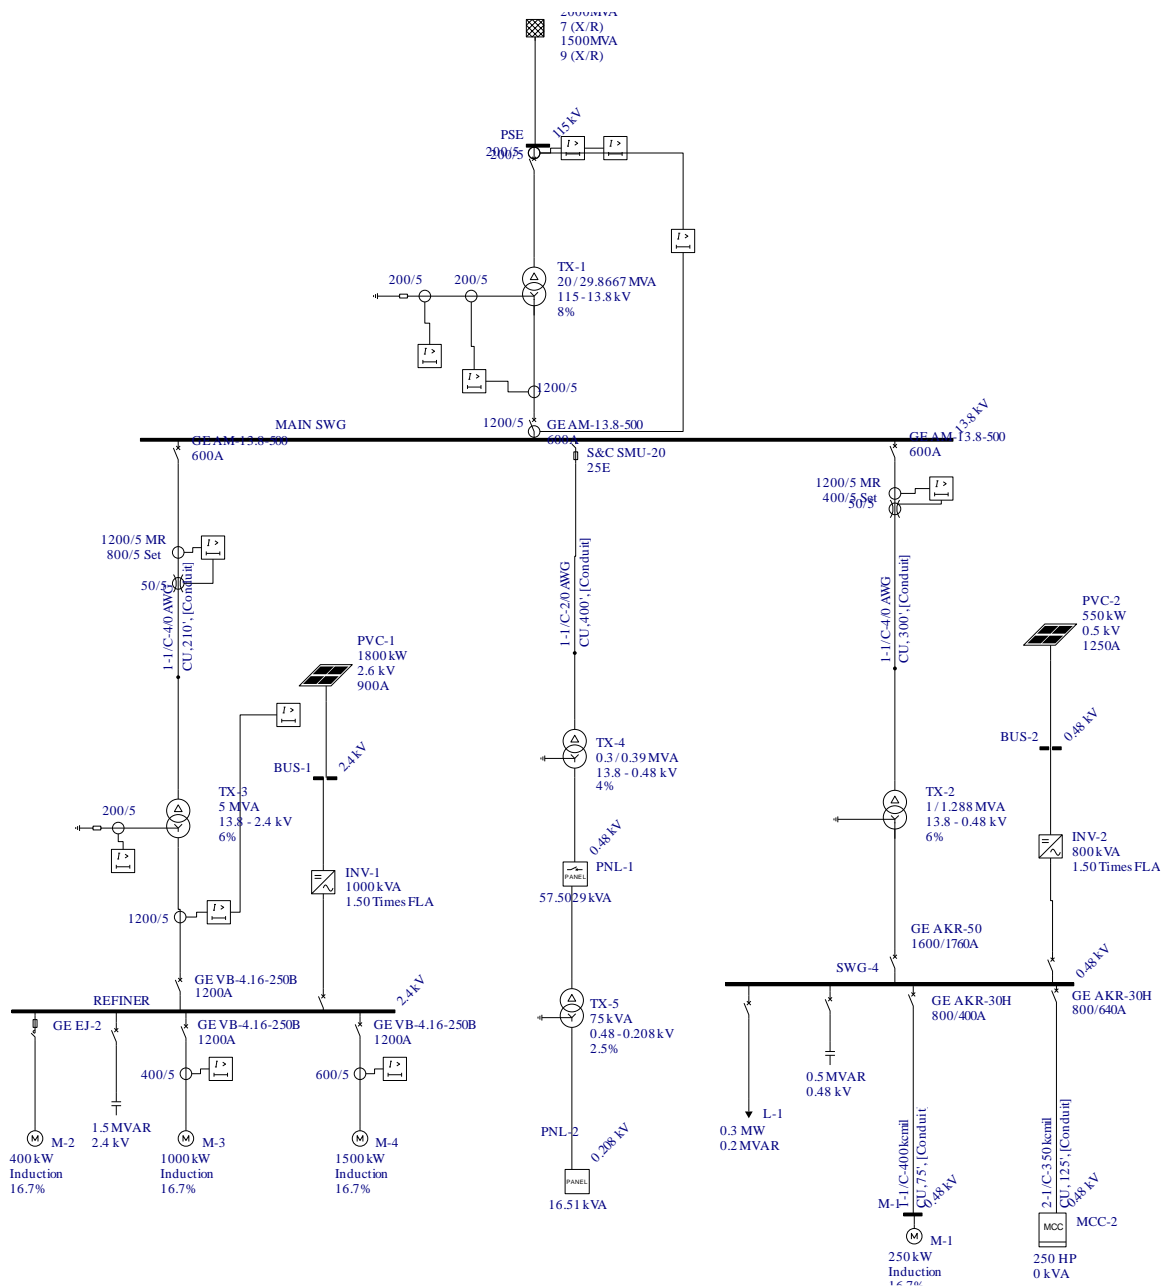 2000MVA
7 (X/R)
1500MVA
9 (X/R)
115 kV
PSE
200/5
200/5
I >
I >
I >
TX-1
20/29.8667 MVA
115 - 13.8 kV
8%
200/5
200/5
I >
I >
1200/5
1200/5
GE AM-13.8-500
600A
MAIN SWG
13.8 kV
GE AM-13.8-500
600A
S&C SMU-20
25E
GE AM-13.8-500
600A
1200/5 MR
800/5 Set
I >
50/5
1-1/C-4/0 AWG
CU, 210', [Conduit]
1-1/C-2/0 AWG
CU, 400', [Conduit]
1200/5 MR
400/5 Set
50/5
I >
1-1/C-4/0 AWG
CU, 300', [Conduit]
PVC-1
1800 kW
2.6 kV
900A
PVC-2
550 kW
0.5 kV
1250A
I >
BUS-1
2.4 kV
TX-4
0.3 / 0.39 MVA
13.8 - 0.48 kV
4%
BUS-2
0.48 kV
TX-3
5 MVA
13.8 - 2.4 kV
6%
200/5
I >
TX-2
1 / 1.288 MVA
13.8 - 0.48 kV
6%
0.48 kV
PNL-1
PANEL
57.5029 kVA
INV-1
1000 kVA
1.50 Times FLA
INV-2
800 kVA
1.50 Times FLA
1200/5
I >
GE AKR-50
1600/1760A
SWG-4
0.48 kV
GE VB-4.16-250B
1200A
REFINER
2.4 kV
GE EJ-2
GE VB-4.16-250B
1200A
GE VB-4.16-250B
1200A
TX-5
75 kVA
0.48 - 0.208 kV
2.5%
GE AKR-30H
800/400A
GE AKR-30H
800/640A
400/5
I >
600/5
I >
0.5 MVAR
0.48 kV
L-1
0.3 MW
0.2 MVAR
1.5 MVAR
2.4 kV
M
M-2
400 kW
Induction
16.7%
M
M-3
1000 kW
Induction
16.7%
M
M-4
1500 kW
Induction
16.7%
PNL-2
0.208 kV
PANEL
16.51 kVA
1-1/C-400 kcmil
CU, 75', [Conduit]
0.48 kV
M-1
M
M-1
250 kW
Induction
16.7%
2-1/C-350 kcmil
CU, 125', [Conduit]
0.48 kV
MCC
MCC-2
250 HP
0 kVA